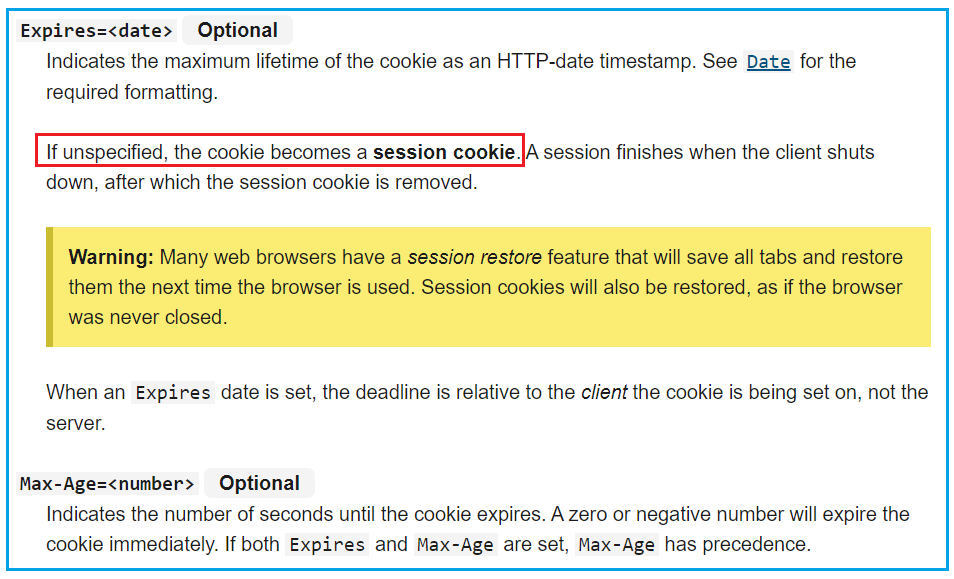 Expires=<date> Optional
Indicates the maximum lifetime of the cookie as an HTTP-date timestamp. See Date for the
required formatting.
If unspecified, the cookie becomes a session cookie. A session finishes when the client shuts
down, after which the session cookie is removed.
Warning: Many web browsers have a session restore feature that will save all tabs and restore
them the next time the browser is used. Session cookies will also be restored, as if the browser
was never closed.
When an Expires date is set, the deadline is relative to the client the cookie is being set on, not the
server.
Max-Age=<number> Optional
Indicates the number of seconds until the cookie expires. A zero or negative number will expire the
cookie immediately. If both Expires and Max-Age are set, Max-Age has precedence.